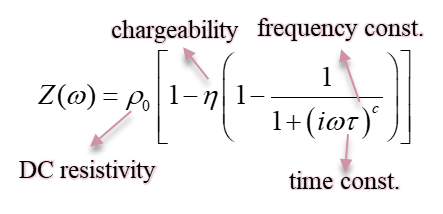 chargeability frequency const.
Z(ω) = ρ₀ [1 − η (1 − 1 / (1 + (iωτ)ᶜ))]
DC resistivity
time const.